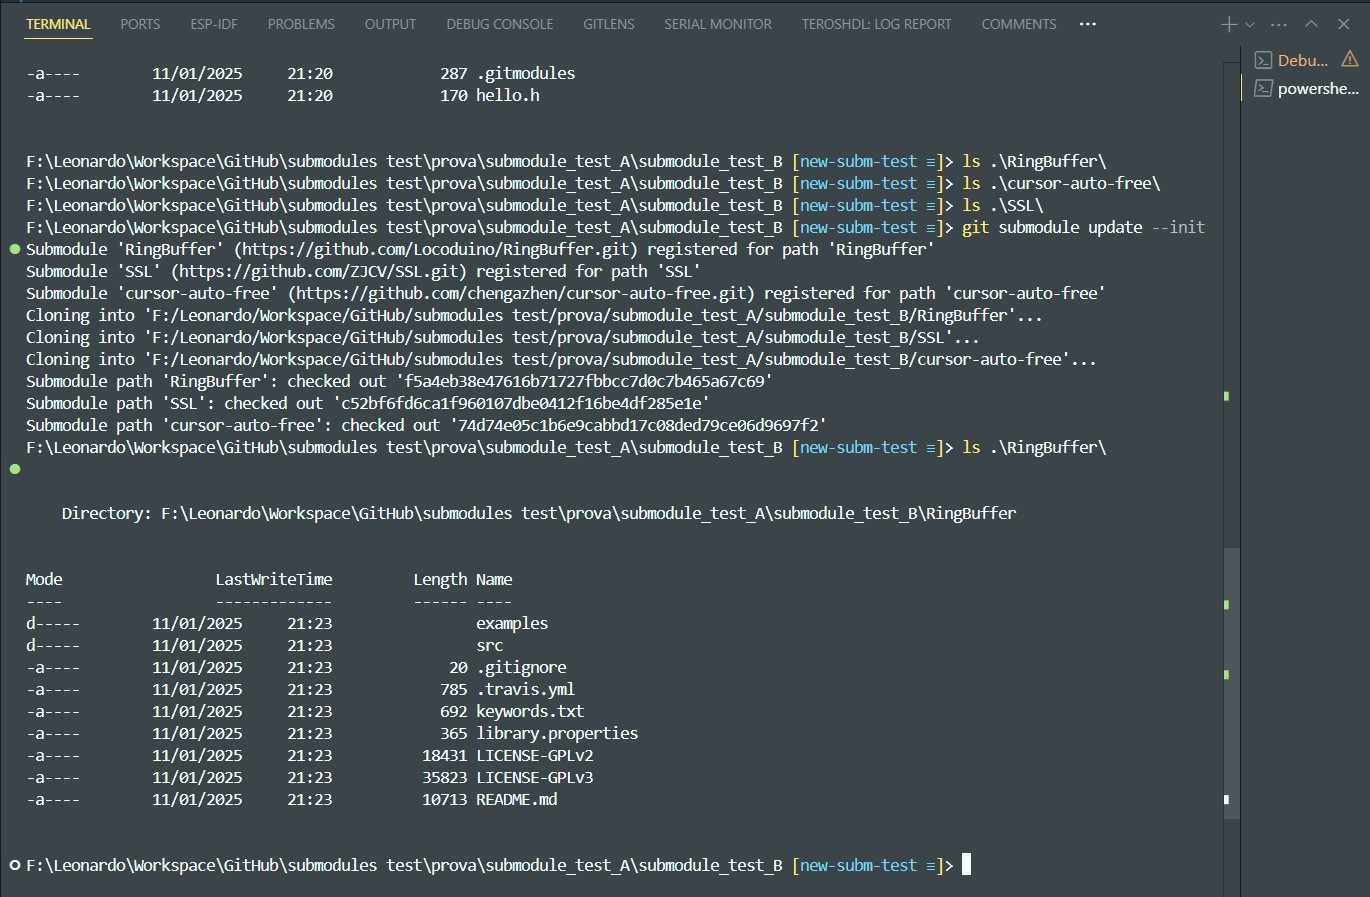 TERMINAL PORTS ESP-IDF PROBLEMS OUTPUT DEBUG CONSOLE GITLENS SERIAL MONITOR TEROSHDL: LOG REPORT COMMENTS ...
Debu...
powershe...
-a---- 11/01/2025 21:20 287 .gitmodules
-a---- 11/01/2025 21:20 170 hello.h
F:\Leonardo\Workspace\GitHub\submodules test\prova\submodule_test_A\submodule_test_B [new-subm-test ≡]> ls .\RingBuffer\
F:\Leonardo\Workspace\GitHub\submodules test\prova\submodule_test_A\submodule_test_B [new-subm-test ≡]> ls .\cursor-auto-free\
F:\Leonardo\Workspace\GitHub\submodules test\prova\submodule_test_A\submodule_test_B [new-subm-test ≡]> ls .\SSL\
F:\Leonardo\Workspace\GitHub\submodules test\prova\submodule_test_A\submodule_test_B [new-subm-test ≡]> git submodule update --init
Submodule 'RingBuffer' (https://github.com/Locoduino/RingBuffer.git) registered for path 'RingBuffer'
Submodule 'SSL' (https://github.com/ZJCV/SSL.git) registered for path 'SSL'
Submodule 'cursor-auto-free' (https://github.com/chengazhen/cursor-auto-free.git) registered for path 'cursor-auto-free'
Cloning into 'F:/Leonardo/Workspace/GitHub/submodules test/prova/submodule_test_A/submodule_test_B/RingBuffer'...
Cloning into 'F:/Leonardo/Workspace/GitHub/submodules test/prova/submodule_test_A/submodule_test_B/SSL'...
Cloning into 'F:/Leonardo/Workspace/GitHub/submodules test/prova/submodule_test_A/submodule_test_B/cursor-auto-free'...
Submodule path 'RingBuffer': checked out 'f5a4eb38e47616b71727fbbcc7d0c7b465a67c69'
Submodule path 'SSL': checked out 'c52bf6fd6ca1f960107dbe0412f16be4df285e1e'
Submodule path 'cursor-auto-free': checked out '74d74e05c1b6e9cabbd17c08ded79ce06d9697f2'
F:\Leonardo\Workspace\GitHub\submodules test\prova\submodule_test_A\submodule_test_B [new-subm-test ≡]> ls .\RingBuffer\
Directory: F:\Leonardo\Workspace\GitHub\submodules test\prova\submodule_test_A\submodule_test_B\RingBuffer
Mode LastWriteTime Length Name
---- ------------- ------ ----
d----- 11/01/2025 21:23 examples
d----- 11/01/2025 21:23 src
-a---- 11/01/2025 21:23 20 .gitignore
-a---- 11/01/2025 21:23 785 .travis.yml
-a---- 11/01/2025 21:23 692 keywords.txt
-a---- 11/01/2025 21:23 365 library.properties
-a---- 11/01/2025 21:23 18431 LICENSE-GPLv2
-a---- 11/01/2025 21:23 35823 LICENSE-GPLv3
-a---- 11/01/2025 21:23 10713 README.md
F:\Leonardo\Workspace\GitHub\submodules test\prova\submodule_test_A\submodule_test_B [new-subm-test ≡]>